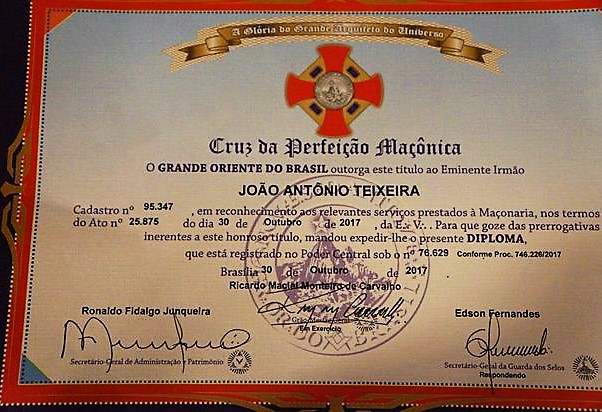 A Glória do Grande Arquiteto do Universo
Cruz da Perfeição Maçônica
O GRANDE ORIENTE DO BRASIL outorga este título ao Eminente Irmão
JOÃO ANTÔNIO TEIXEIRA
Cadastro nº 95.347 , em reconhecimento aos relevantes serviços prestados à Maçonaria, nos termos
do Ato nº 25.875 do dia 30 de Outubro de 2017 , da E∴ V∴. Para que goze das prerrogativas
inerentes a este honroso título, mandou expedir-lhe o presente DIPLOMA,
que está registrado no Poder Central sob o nº 76.629 Conforme Proc. 746.226/2017
Brasília 30 de Outubro de 2017
Ricardo Maciel Monteiro de Carvalho
Grão-Mestre Geral
Em Exercício
Ronaldo Fidalgo Junqueira
Secretário-Geral de Administração e Patrimônio
Edson Fernandes
Secretário-Geral da Guarda dos Selos
Respondendo